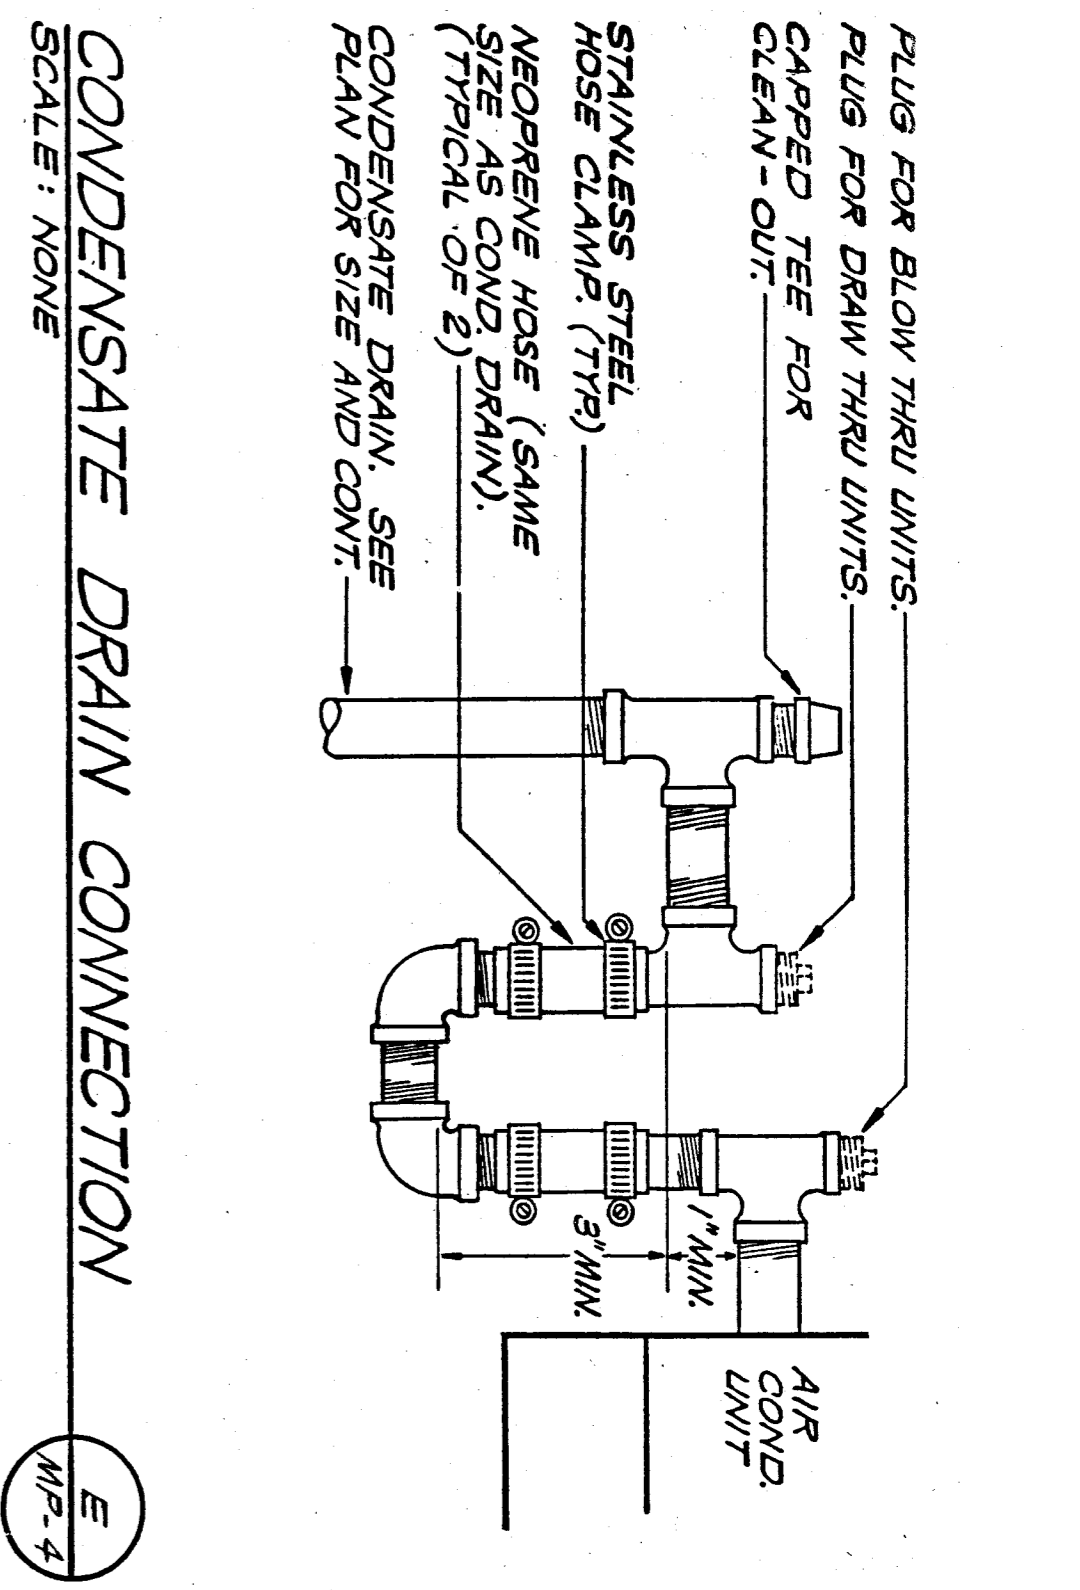 PLUG FOR BLOW THRU UNITS.
PLUG FOR DRAW THRU UNITS.
CAPPED TEE FOR
CLEAN-OUT.
STAINLESS STEEL
HOSE CLAMP. (TYP.)
NEOPRENE HOSE (SAME
SIZE AS COND. DRAIN).
(TYPICAL OF 2)
CONDENSATE DRAIN. SEE
PLAN FOR SIZE AND CONT.
AIR
COND.
UNIT
1" MIN.
3" MIN.
CONDENSATE DRAIN CONNECTION
SCALE: NONE
E
MP-4